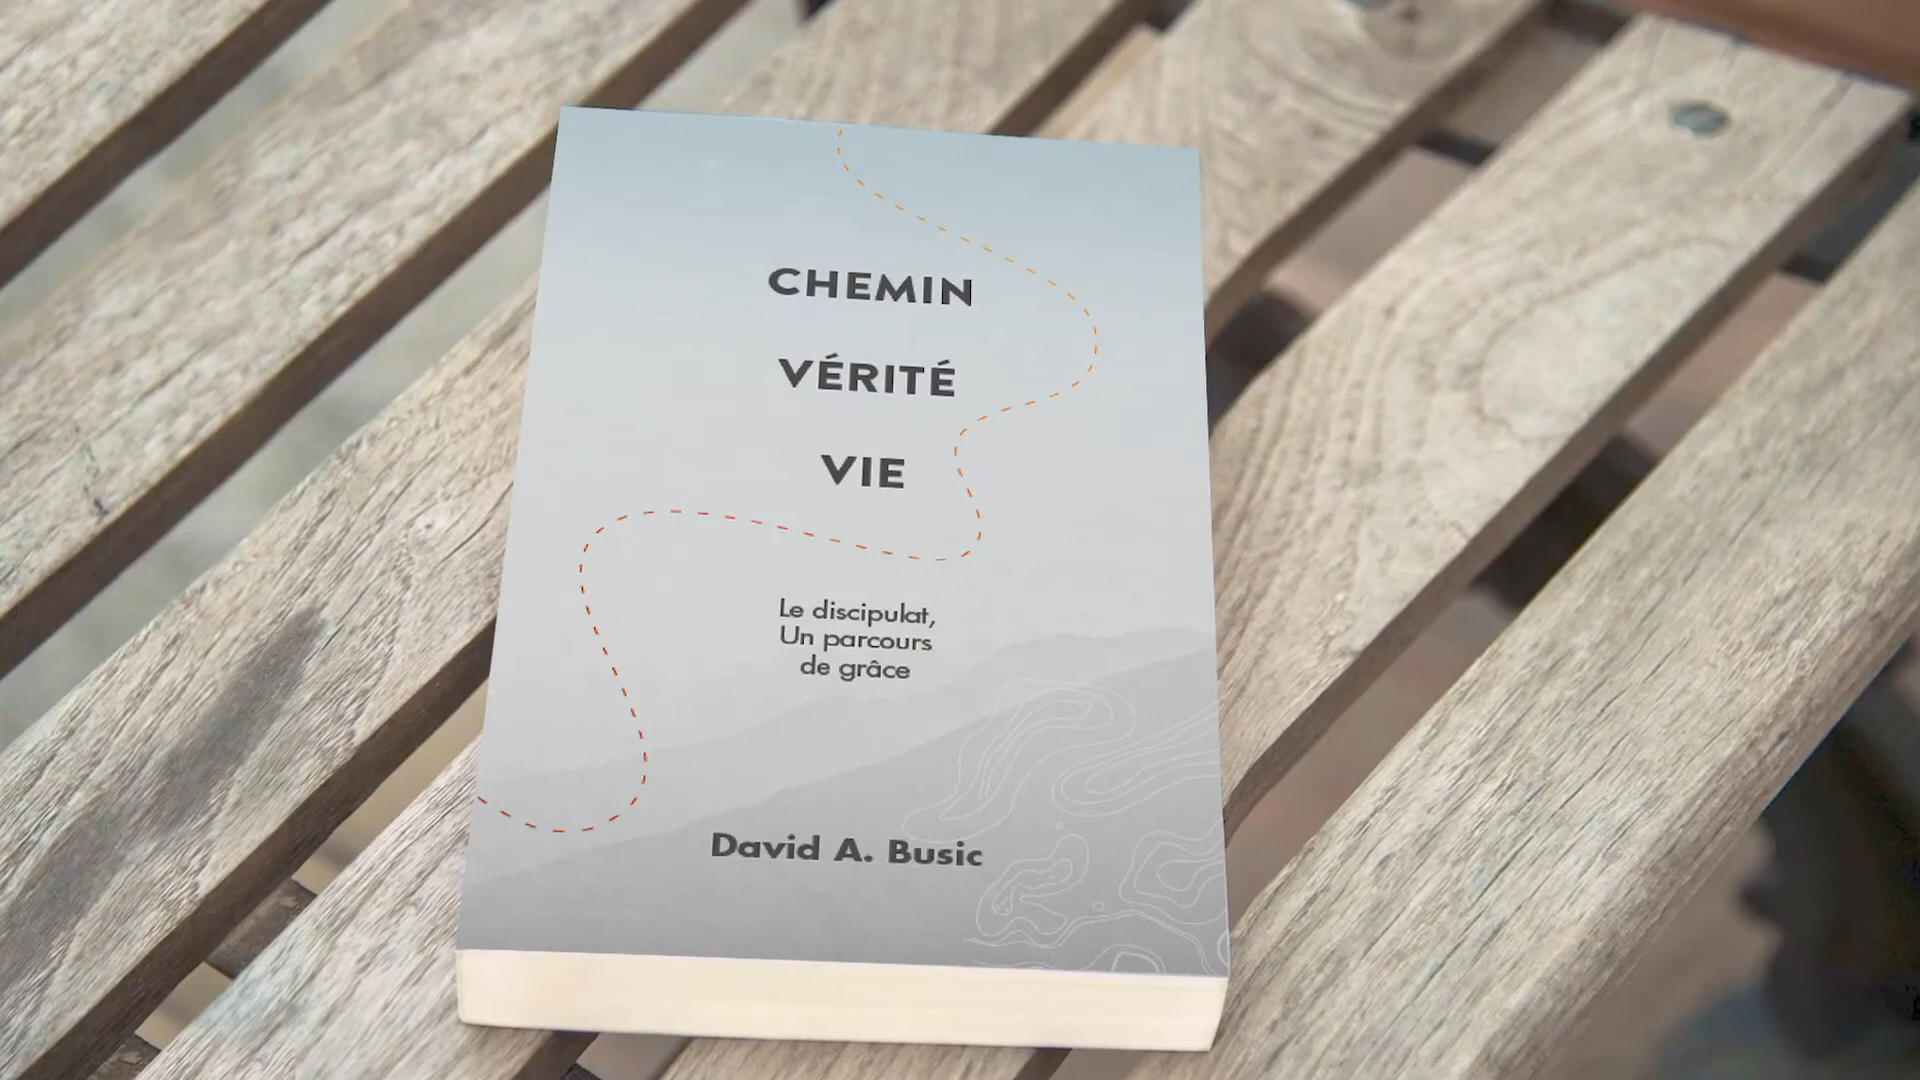 CHEMIN
VÉRITÉ
VIE
Le discipulat,
Un parcours
de grâce
David A. Busic